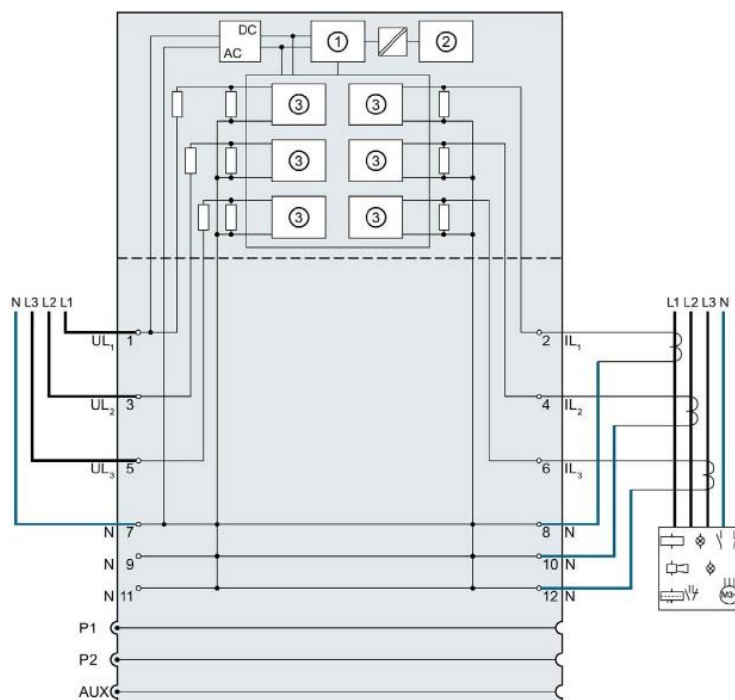 DC
AC
① ②
③ ③
③ ③
③ ③
N L3 L2 L1
L1 L2 L3 N
UL₁ 1
2 IL₁
UL₂ 3
4 IL₂
UL₃ 5
6 IL₃
N 7
8 N
N 9
10 N
N 11
12 N
M3~
P1
P2
AUX